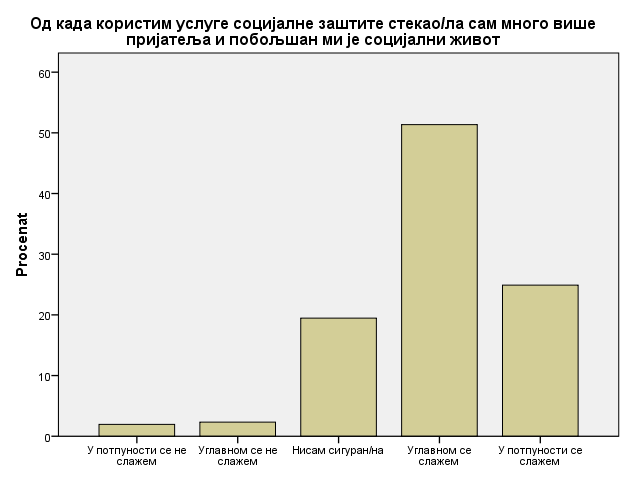 Од када користим услуге социјалне заштите стекао/ла сам много више
пријатеља и побољшан ми је социјални живот
Procenat
60
50
40
30
20
10
0
У потпуности се не
слажем
Углавном се не
слажем
Нисам сигуран/на
Углавном се
слажем
У потпуности се
слажем